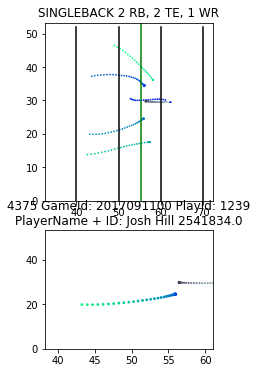 SINGLEBACK 2 RB, 2 TE, 1 WR
50
40
30
20
10
0
40 50 60 70
4375 GameId: 2017091100 PlayId: 1239
PlayerName + ID: Josh Hill 2541834.0
40
20
0
40 45 50 55 60